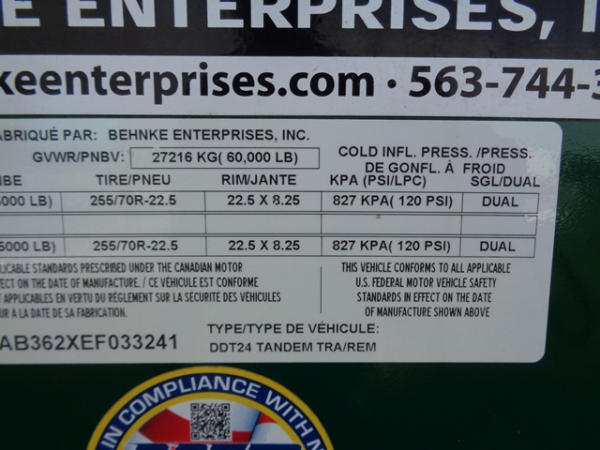 E ENTERPRISES, I
keenterprises.com · 563-744-3
FABRIQUÉ PAR: BEHNKE ENTERPRISES, INC.
GVWR/PNBV: 27216 KG( 60,000 LB)
COLD INFL. PRESS. /PRESS.
DE GONFL. À FROID
IBE TIRE/PNEU RIM/JANTE KPA (PSI/LPC) SGL/DUAL
5000 LB) 255/70R-22.5 22.5 X 8.25 827 KPA( 120 PSI) DUAL
5000 LB) 255/70R-22.5 22.5 X 8.25 827 KPA( 120 PSI) DUAL
LICABLE STANDARDS PRESCRIBED UNDER THE CANADIAN MOTOR
ECT ON THE DATE OF MANUFACTURE. / CE VÉHICULE EST CONFORME
T APPLICABLES EN VERTU DU RÈGLEMENT SUR LA SÉCURITÉ DES VÉHICULES
UR A LA DATE DE SA FABRICATION.
THIS VEHICLE CONFORMS TO ALL APPLICABLE
U.S. FEDERAL MOTOR VEHICLE SAFETY
STANDARDS IN EFFECT ON THE DATE
OF MANUFACTURE SHOWN ABOVE
AB362XEF033241
TYPE/TYPE DE VÉHICULE:
DDT24 TANDEM TRA/REM
IN COMPLIANCE WITH N